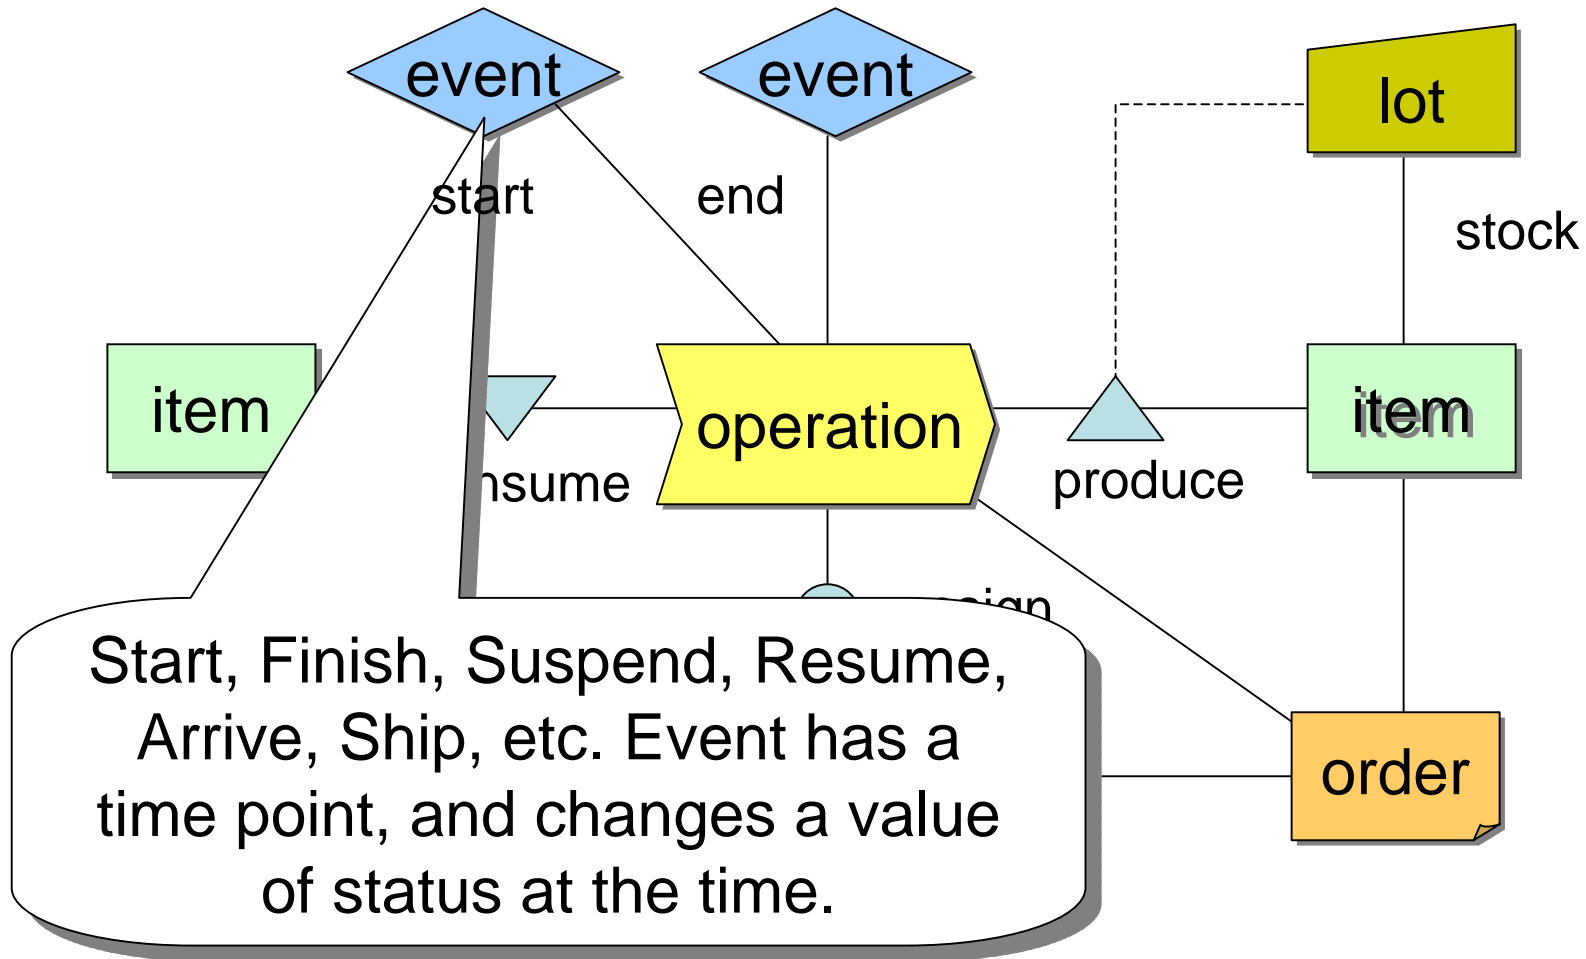 event
event
lot
start
end
stock
item
operation
item
nsume
produce
Start, Finish, Suspend, Resume,
Arrive, Ship, etc. Event has a
time point, and changes a value
of status at the time.
order